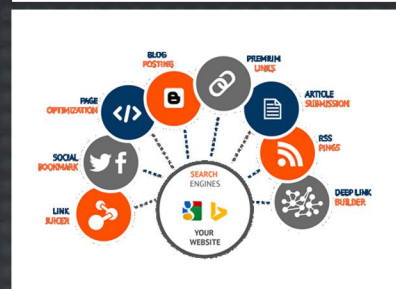 BLOG
POSTING
PREMIUM
LINKS
PAGE
OPTIMIZATION
ARTICLE
SUBMISSION
SOCIAL
BOOKMARK
RSS
PINGS
LINK
JUICER
DEEP LINK
BUILDER
SEARCH
ENGINES
YOUR
WEBSITE